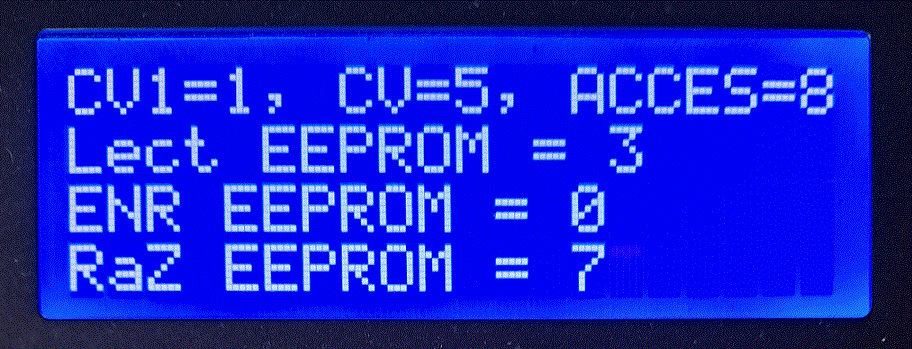 CV1=1, CV=5, ACCES=8
Lect EEPROM = 3
ENR EEPROM = 0
RaZ EEPROM = 7